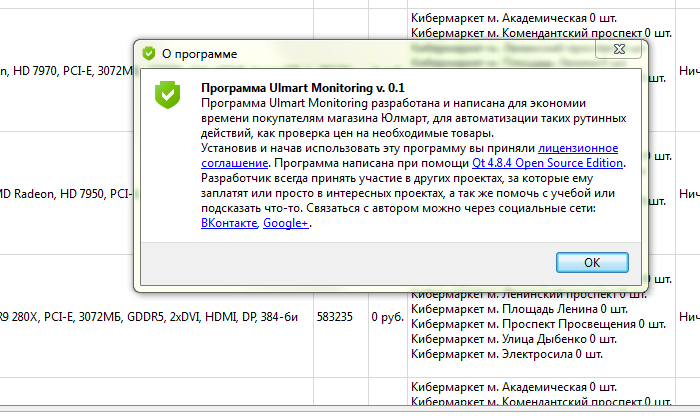 Кибермаркет м. Академическая 0 шт.
Кибермаркет м. Комендантский проспект 0 шт.
О программе
HD 7970, PCI-E, 3072МБ
Нич
Программа Ulmart Monitoring v. 0.1
Программа Ulmart Monitoring разработана и написана для экономии
времени покупателям магазина Юлмарт, для автоматизации таких рутинных
действий, как проверка цен на необходимые товары.
Установив и начав использовать эту программу вы приняли лицензионное
соглашение. Программа написана при помощи Qt 4.8.4 Open Source Edition.
Разработчик всегда принять участие в других проектах, за которые ему
заплатят или просто в интересных проектах, а так же помочь с учебой или
подсказать что-то. Связаться с автором можно через социальные сети:
ВКонтакте, Google+.
MD Radeon, HD 7950, PCI-
Нич
OK
Кибермаркет м. Ленинский проспект 0 шт.
R9 280X, PCI-E, 3072МБ, GDDR5, 2xDVI, HDMI, DP, 384-би
583235
0 руб.
Кибермаркет м. Площадь Ленина 0 шт.
Нич
Кибермаркет м. Проспект Просвещения 0 шт.
Кибермаркет м. Улица Дыбенко 0 шт.
Кибермаркет м. Электросила 0 шт.
Кибермаркет м. Академическая 0 шт.
Кибермаркет м. Комендантский проспект 0 шт.